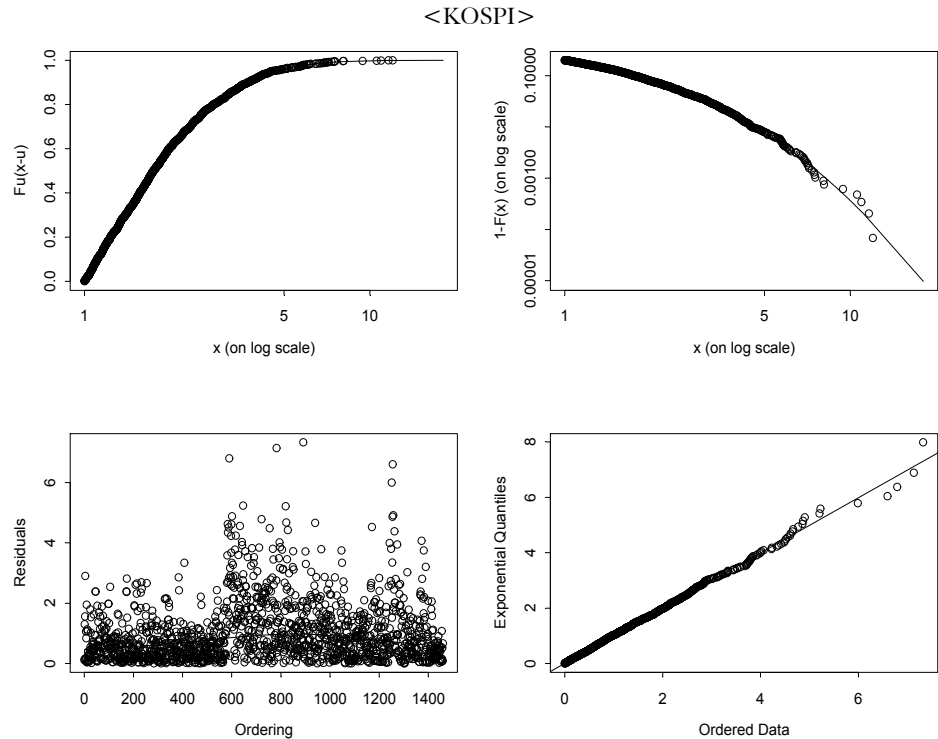 <KOSPI>
Fu(x-u)
1.0
0.8
0.6
0.4
0.2
0.0
1 5 10
x (on log scale)
1-F(x) (on log scale)
0.10000
0.00100
0.00001
1 5 10
x (on log scale)
Residuals
6
4
2
0
0 200 400 600 800 1000 1200 1400
Ordering
Exponential Quantiles
8
6
4
2
0
0 2 4 6
Ordered Data